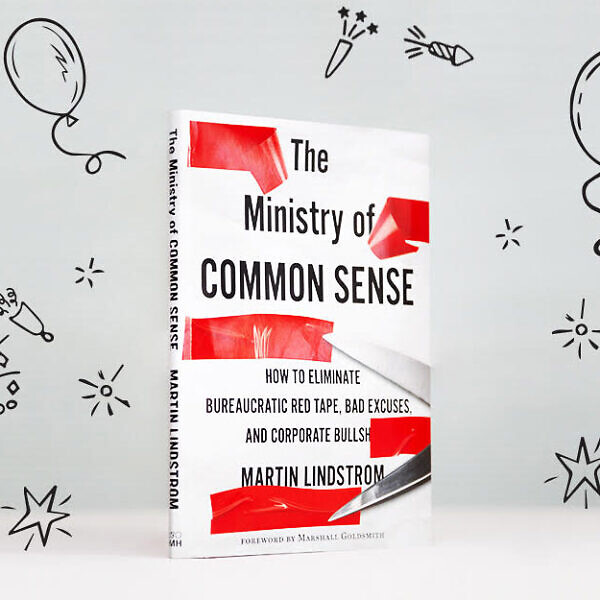 The Ministry of COMMON SENSE MARTIN LINDSTROM
The
Ministry of
COMMON SENSE
HOW TO ELIMINATE
BUREAUCRATIC RED TAPE, BAD EXCUSES,
AND CORPORATE BULLSH
MARTIN LINDSTROM
FOREWORD BY MARSHALL GOLDSMITH